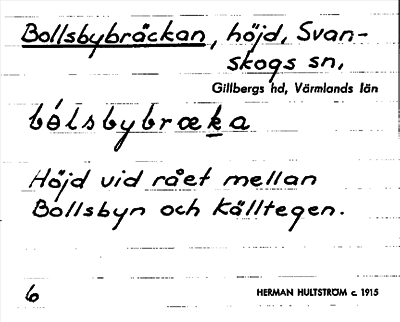 Bollsbybräckan, höjd, Svan-
skogs sn,
Gillbergs hd, Värmlands län
bólsbybræka
Höjd vid rået mellan
Bollsbyn och Källtegen.
6
HERMAN HULTSTRÖM c. 1915